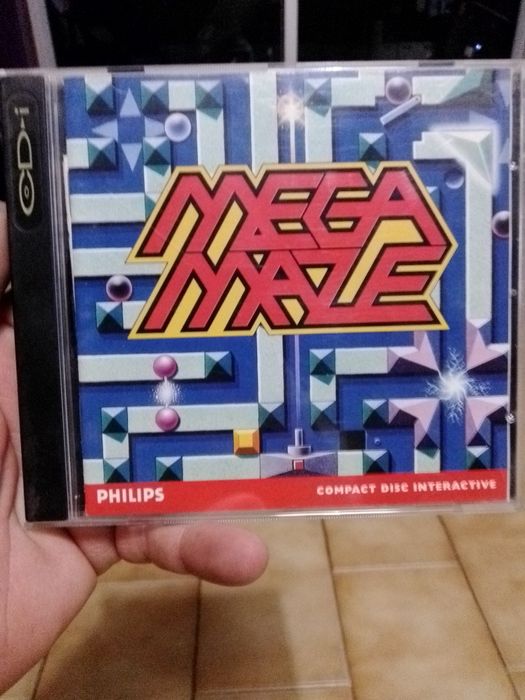 CD-i
MEGA
MAZE
PHILIPS
COMPACT DISC INTERACTIVE